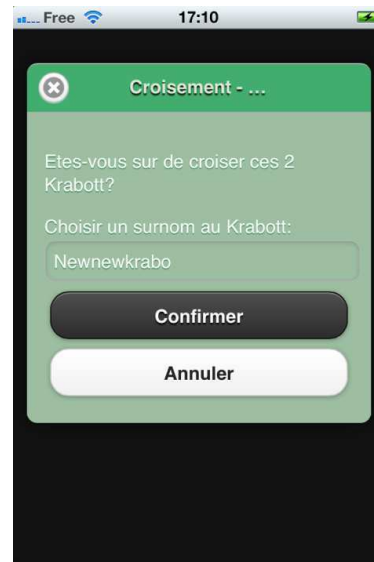 Free 17:10
Croisement - ...
Etes-vous sur de croiser ces 2
Krabott?
Choisir un surnom au Krabott:
Newnewkrabo
Confirmer
Annuler